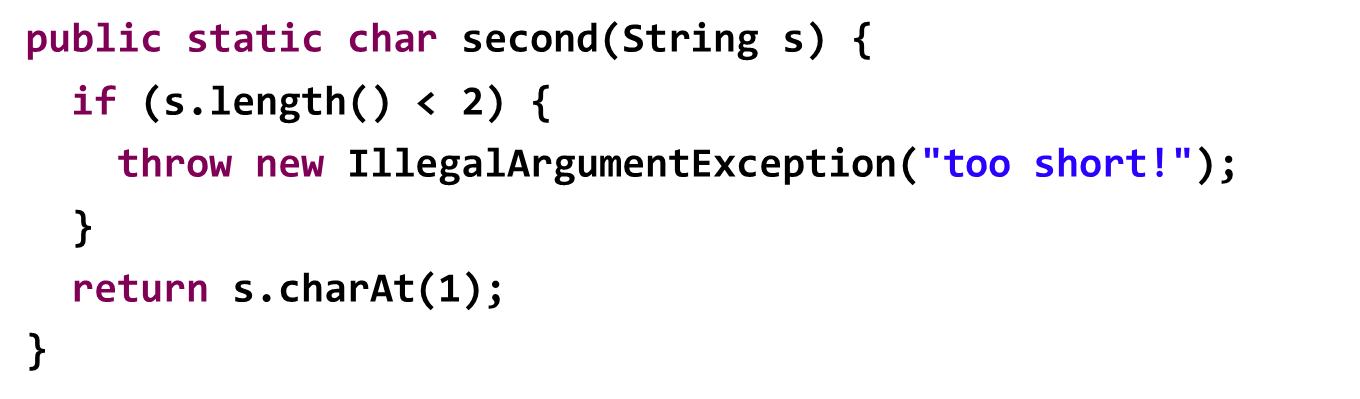 public static char second(String s) {
  if (s.length() < 2) {
    throw new IllegalArgumentException("too short!");
  }
  return s.charAt(1);
}